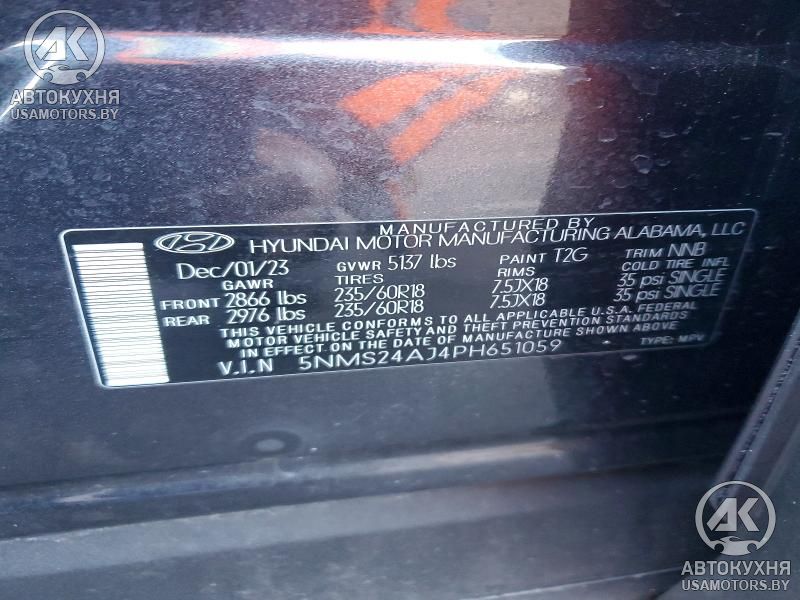 АВТОКУХНЯ
USAMOTORS.BY
MANUFACTURED BY
HYUNDAI MOTOR MANUFACTURING ALABAMA, LLC
Dec/01/23 GVWR 5137 lbs PAINT T2G TRIM NNB
GAWR TIRES RIMS COLD TIRE INFL
FRONT 2866 lbs 235/60R18 7.5JX18 35 psi SINGLE
REAR 2976 lbs 235/60R18 7.5JX18 35 psi SINGLE
THIS VEHICLE CONFORMS TO ALL APPLICABLE U.S.A. FEDERAL
MOTOR VEHICLE SAFETY AND THEFT PREVENTION STANDARDS
IN EFFECT ON THE DATE OF MANUFACTURE SHOWN ABOVE
V.I.N 5NMS24AJ4PH651059 TYPE: MPV
АК
АВТОКУХНЯ
USAMOTORS.BY